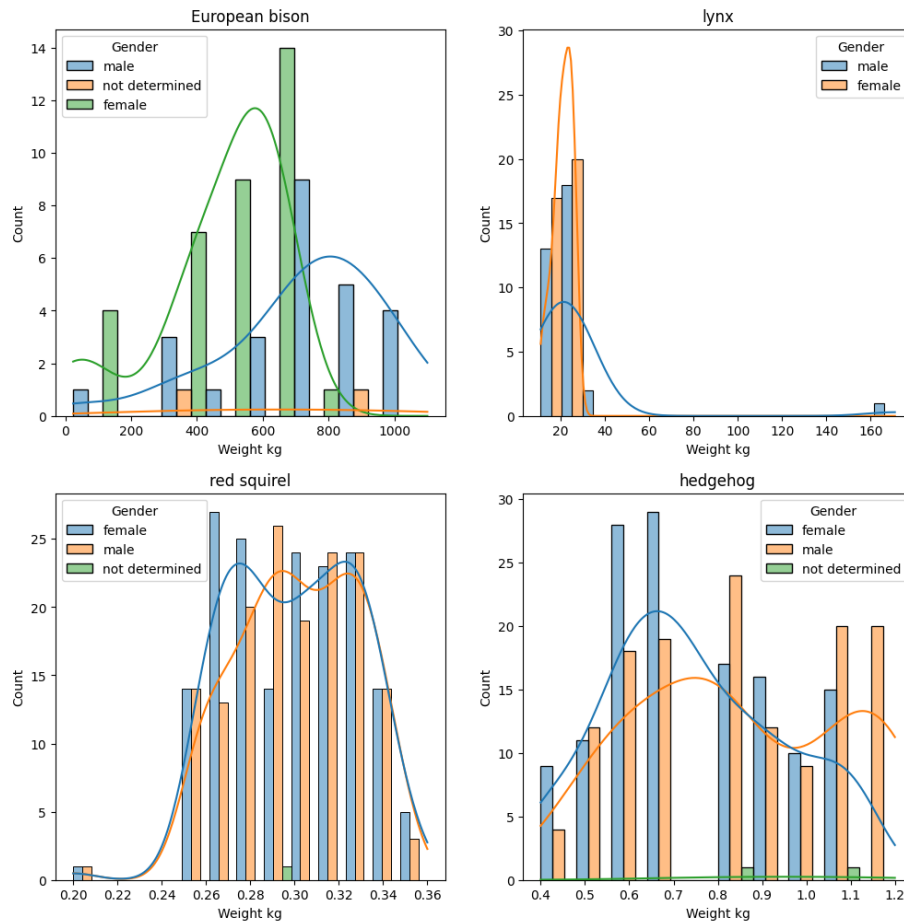 European bison
Gender
male
not determined
female
14
12
10
8
6
4
2
0
Count
0 200 400 600 800 1000
Weight kg
lynx
Gender
male
female
30
25
20
15
10
5
0
Count
20 40 60 80 100 120 140 160
Weight kg
red squirel
Gender
female
male
not determined
25
20
15
10
5
0
Count
0.20 0.22 0.24 0.26 0.28 0.30 0.32 0.34 0.36
Weight kg
hedgehog
Gender
female
male
not determined
30
25
20
15
10
5
0
Count
0.4 0.5 0.6 0.7 0.8 0.9 1.0 1.1 1.2
Weight kg